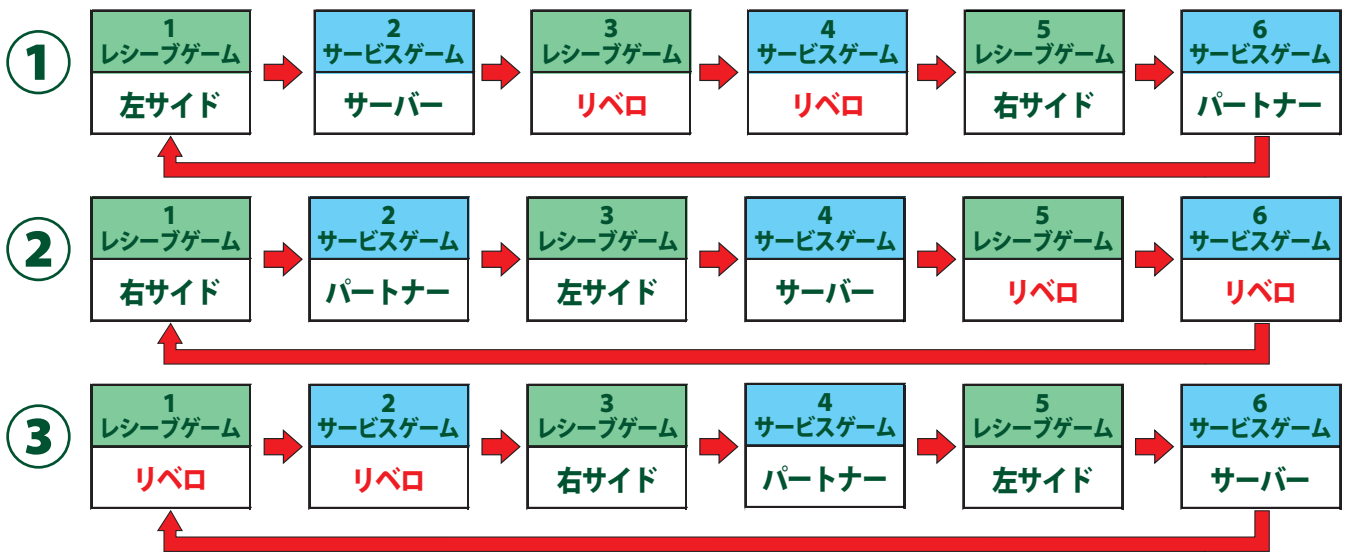 ①
1
レシーブゲーム
左サイド
2
サービスゲーム
サーバー
3
レシーブゲーム
リベロ
4
サービスゲーム
リベロ
5
レシーブゲーム
右サイド
6
サービスゲーム
パートナー
②
1
レシーブゲーム
右サイド
2
サービスゲーム
パートナー
3
レシーブゲーム
左サイド
4
サービスゲーム
サーバー
5
レシーブゲーム
リベロ
6
サービスゲーム
リベロ
③
1
レシーブゲーム
リベロ
2
サービスゲーム
リベロ
3
レシーブゲーム
右サイド
4
サービスゲーム
パートナー
5
レシーブゲーム
左サイド
6
サービスゲーム
サーバー